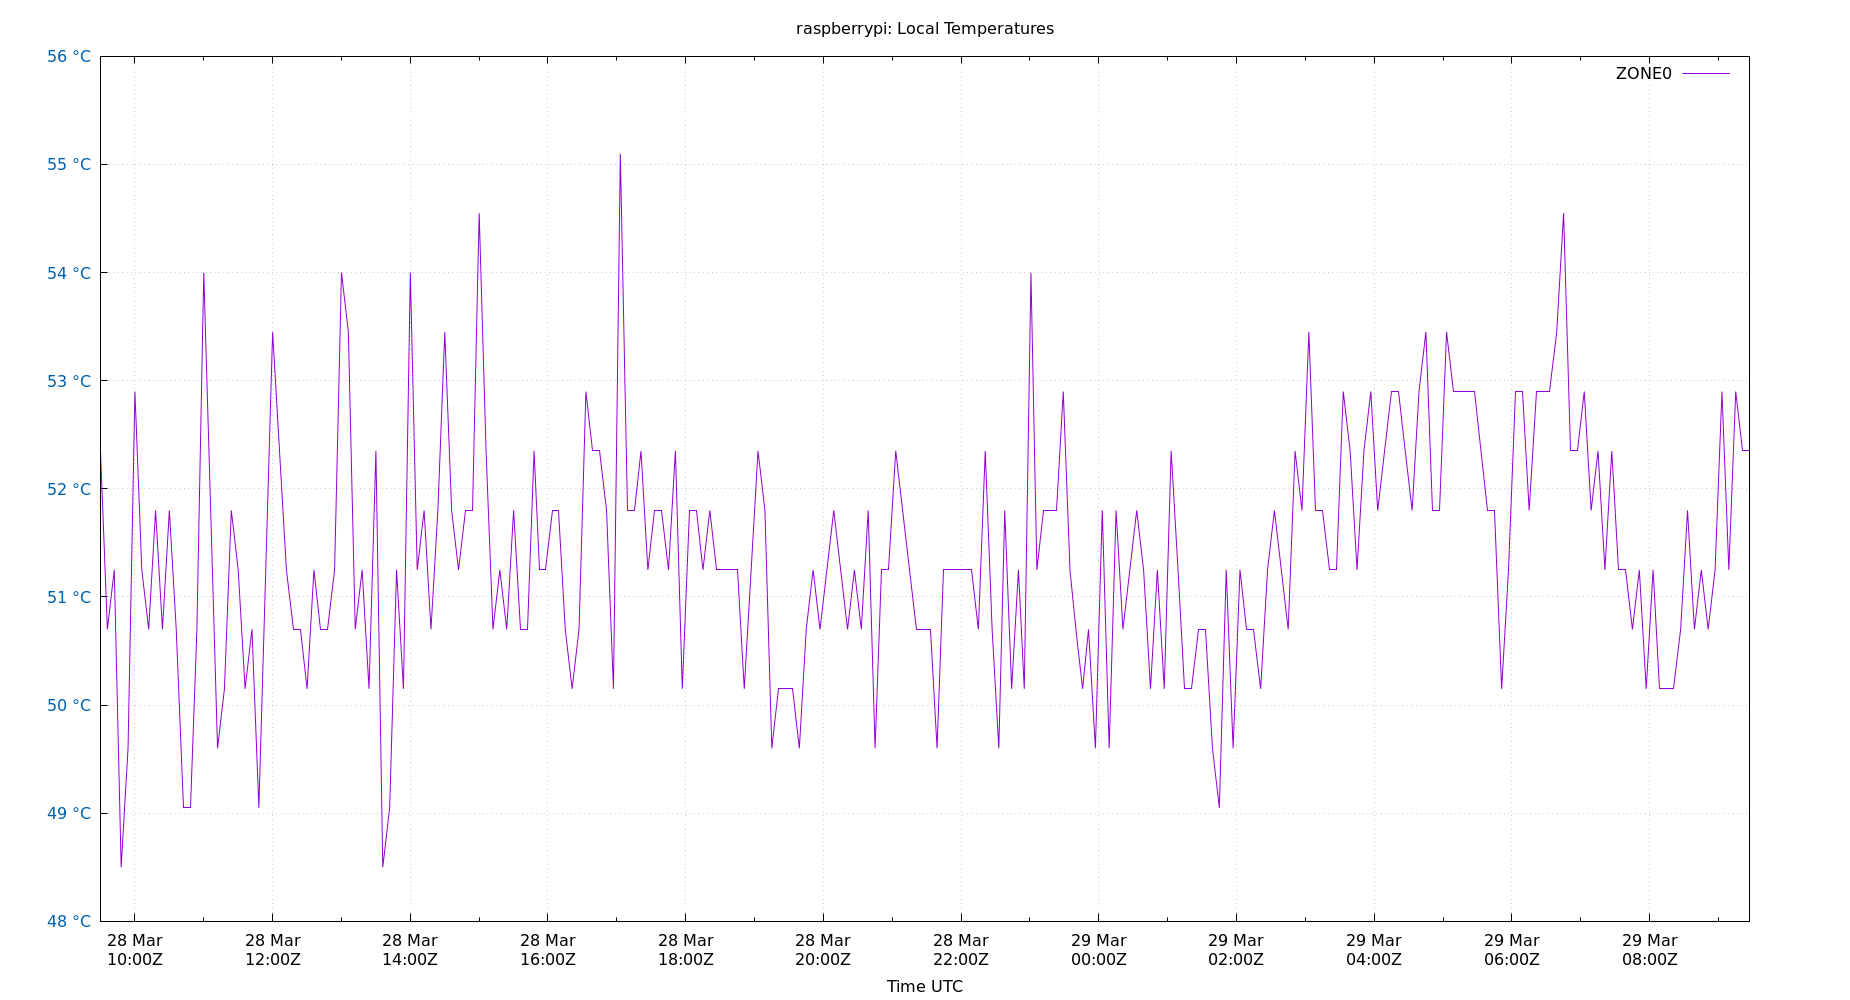 raspberrypi: Local Temperatures
56 °C
ZONE0
55 °C
54 °C
53 °C
52 °C
51 °C
50 °C
49 °C
48 °C
28 Mar 28 Mar 28 Mar 28 Mar 28 Mar 28 Mar 28 Mar 29 Mar 29 Mar 29 Mar 29 Mar 29 Mar
10:00Z 12:00Z 14:00Z 16:00Z 18:00Z 20:00Z 22:00Z 00:00Z 02:00Z 04:00Z 06:00Z 08:00Z
Time UTC